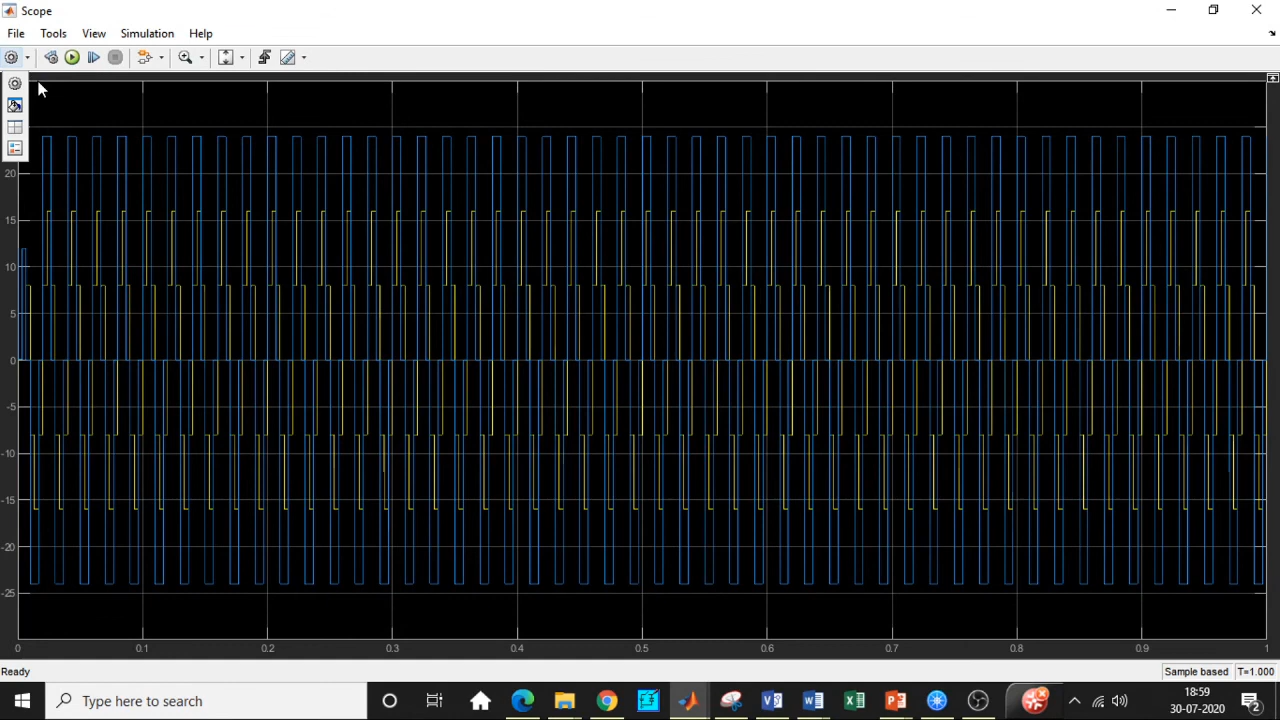 Scope
File Tools View Simulation Help
20
15
10
5
0
-5
-10
-15
-20
-25
0 0.1 0.2 0.3 0.4 0.5 0.6 0.7 0.8 0.9 1
Ready
Sample based T=1.000
Type here to search
18:59
30-07-2020
2